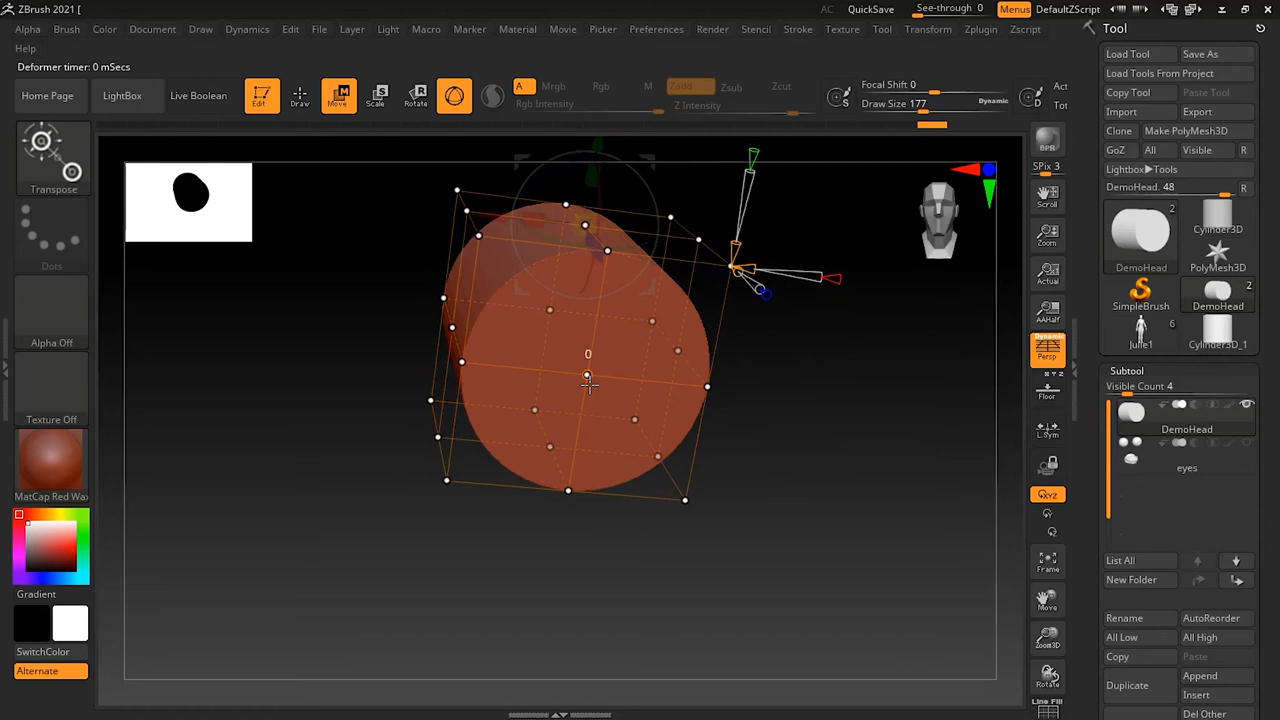 ZBrush 2021 [
AC QuickSave See-through 0 Menus DefaultZScript
Alpha Brush Color Document Draw Dynamics Edit File Layer Light Macro Marker Material Movie Picker Preferences Render Stencil Stroke Texture Tool Transform Zplugin Zscript
Help
Deformer timer: 0 mSecs
Home Page LightBox Live Boolean Edit Draw Move Scale Rotate A Mrgb Rgb M Zadd Zsub Zcut
Rgb Intensity Z Intensity
S Focal Shift 0
Draw Size 177 Dynamic D Act
Tot
Transpose
Dots
Alpha Off
Texture Off
MatCap Red Wax
Gradient
SwitchColor
Alternate
0
BPR
SPix 3
Scroll
Zoom
Actual
AAHalf
Persp
Floor
L.Sym
XYZ
Frame
Move
Zoom3D
Rotate
Line Fill
Tool
Load Tool Save As
Load Tools From Project
Copy Tool Paste Tool
Import Export
Clone Make PolyMesh3D
GoZ All Visible R
Lightbox▶Tools
DemoHead. 48 R
2
Cylinder3D
DemoHead PolyMesh3D
2
SimpleBrush DemoHead
6
Julie1 Cylinder3D_1
Subtool
Visible Count 4
DemoHead
eyes
List All
New Folder
Rename AutoReorder
All Low All High
Copy Paste
Duplicate Append
Insert
Del Other